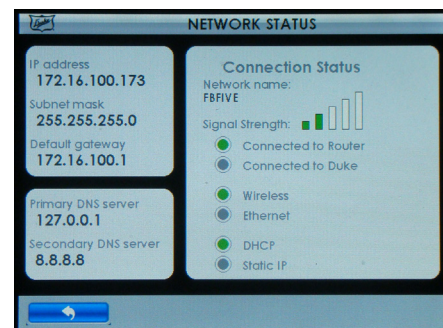 Duke
NETWORK STATUS
IP address
172.16.100.173
Subnet mask
255.255.255.0
Default gateway
172.16.100.1
Primary DNS server
127.0.0.1
Secondary DNS server
8.8.8.8
Connection Status
Network name:
FBFIVE
Signal Strength:
Connected to Router
Connected to Duke
Wireless
Ethernet
DHCP
Static IP